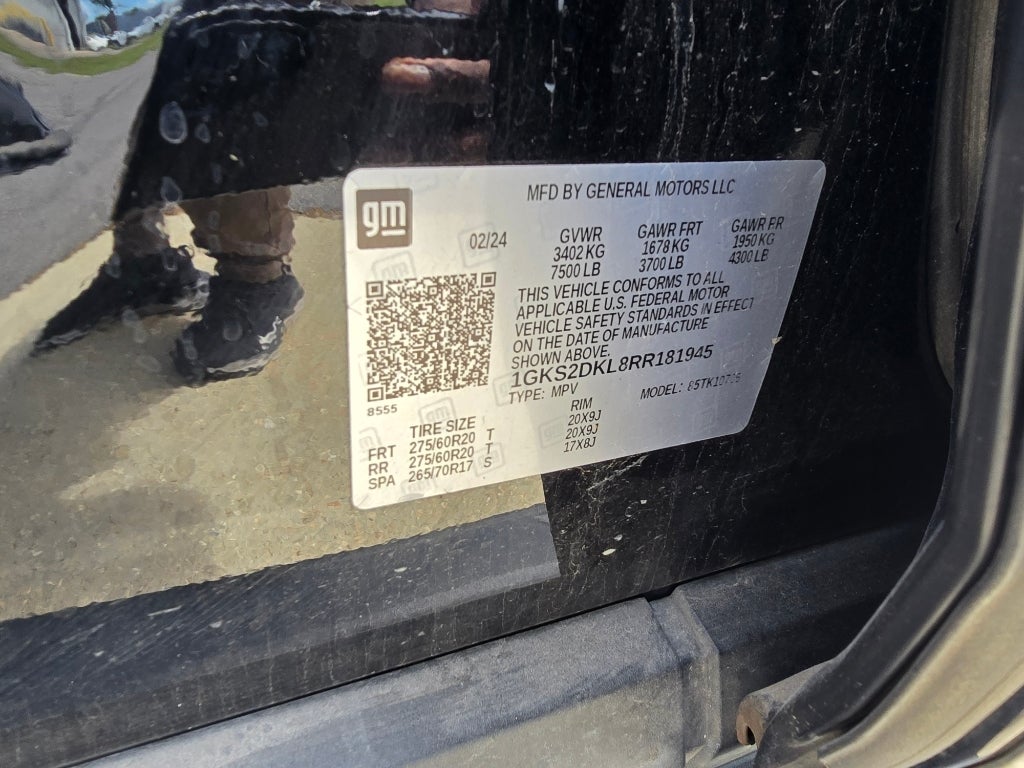 gm
MFD BY GENERAL MOTORS LLC
02/24
GVWR GAWR FRT GAWR RR
3402 KG 1678 KG 1950 KG
7500 LB 3700 LB 4300 LB
THIS VEHICLE CONFORMS TO ALL
APPLICABLE U.S. FEDERAL MOTOR
VEHICLE SAFETY STANDARDS IN EFFECT
ON THE DATE OF MANUFACTURE
SHOWN ABOVE.
1GKS2DKL8RR181945
TYPE: MPV MODEL:
8555
TIRE SIZE RIM
FRT 275/60R20 T 20X9J
RR 275/60R20 T 20X9J
SPA 265/70R17 S 17X8J